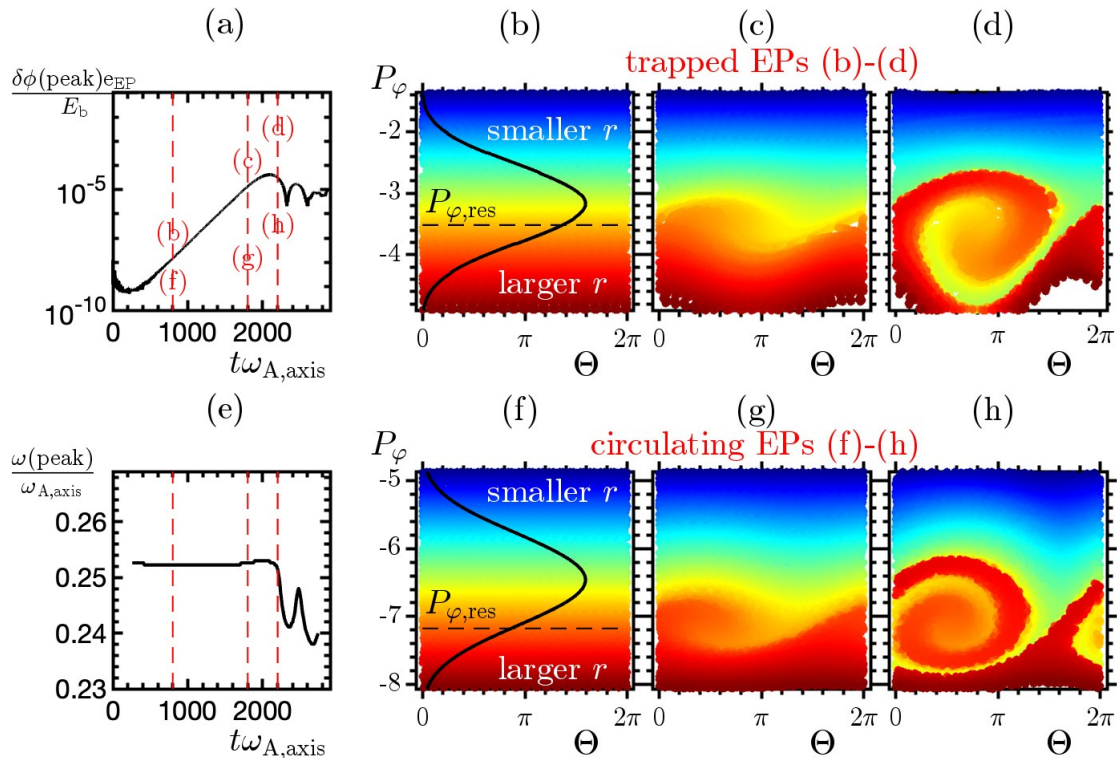 (a) (b) (c) (d)
trapped EPs (b)-(d)
δϕ(peak)e_EP
E_b
P_φ
10^-5
10^-10
(d)
(c)
(b)
(h)
(g)
(f)
0 1000 2000
tω_A,axis
-2
-3
-4
smaller r
P_φ,res
larger r
0 π 2π
Θ
0 π 2π
Θ
0 π 2π
Θ
(e) (f) (g) (h)
circulating EPs (f)-(h)
ω(peak)
ω_A,axis
P_φ
0.26
0.25
0.24
0.23
0 1000 2000
tω_A,axis
-5
-6
-7
-8
smaller r
P_φ,res
larger r
0 π 2π
Θ
0 π 2π
Θ
0 π 2π
Θ